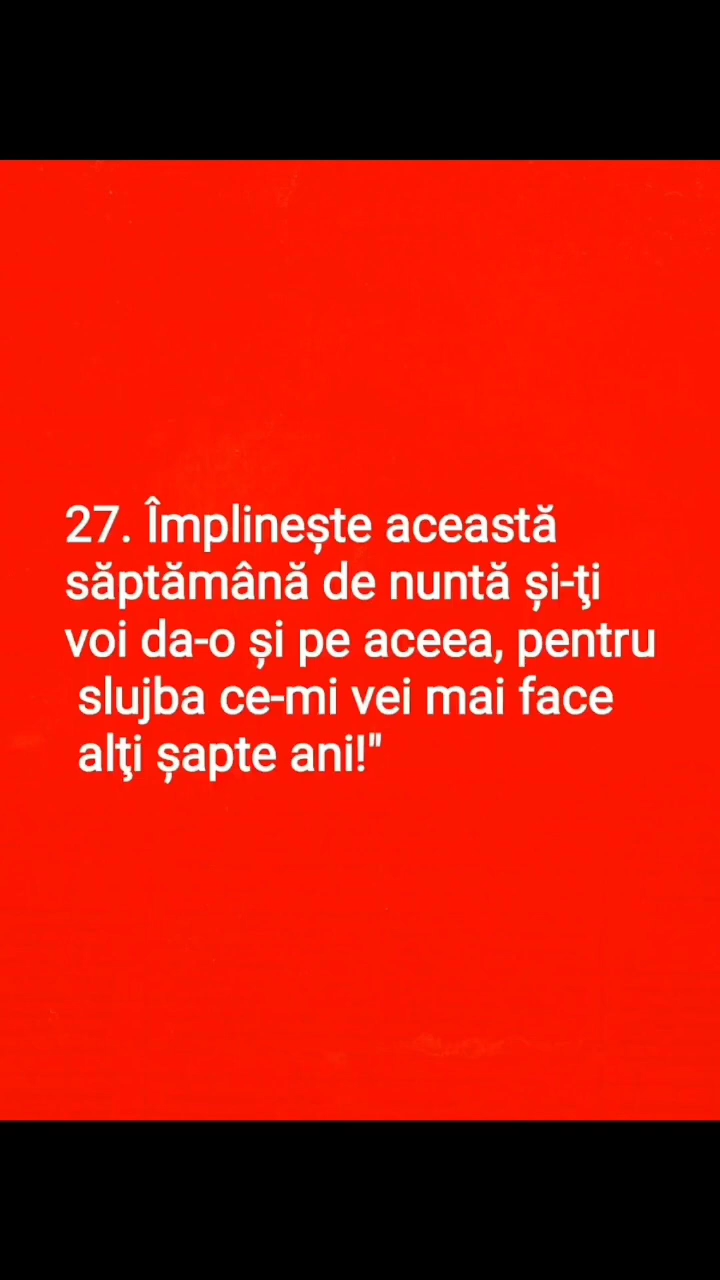 27. Împlinește această
săptămână de nuntă și-ţi
voi da-o și pe aceea, pentru
slujba ce-mi vei mai face
alţi șapte ani!"